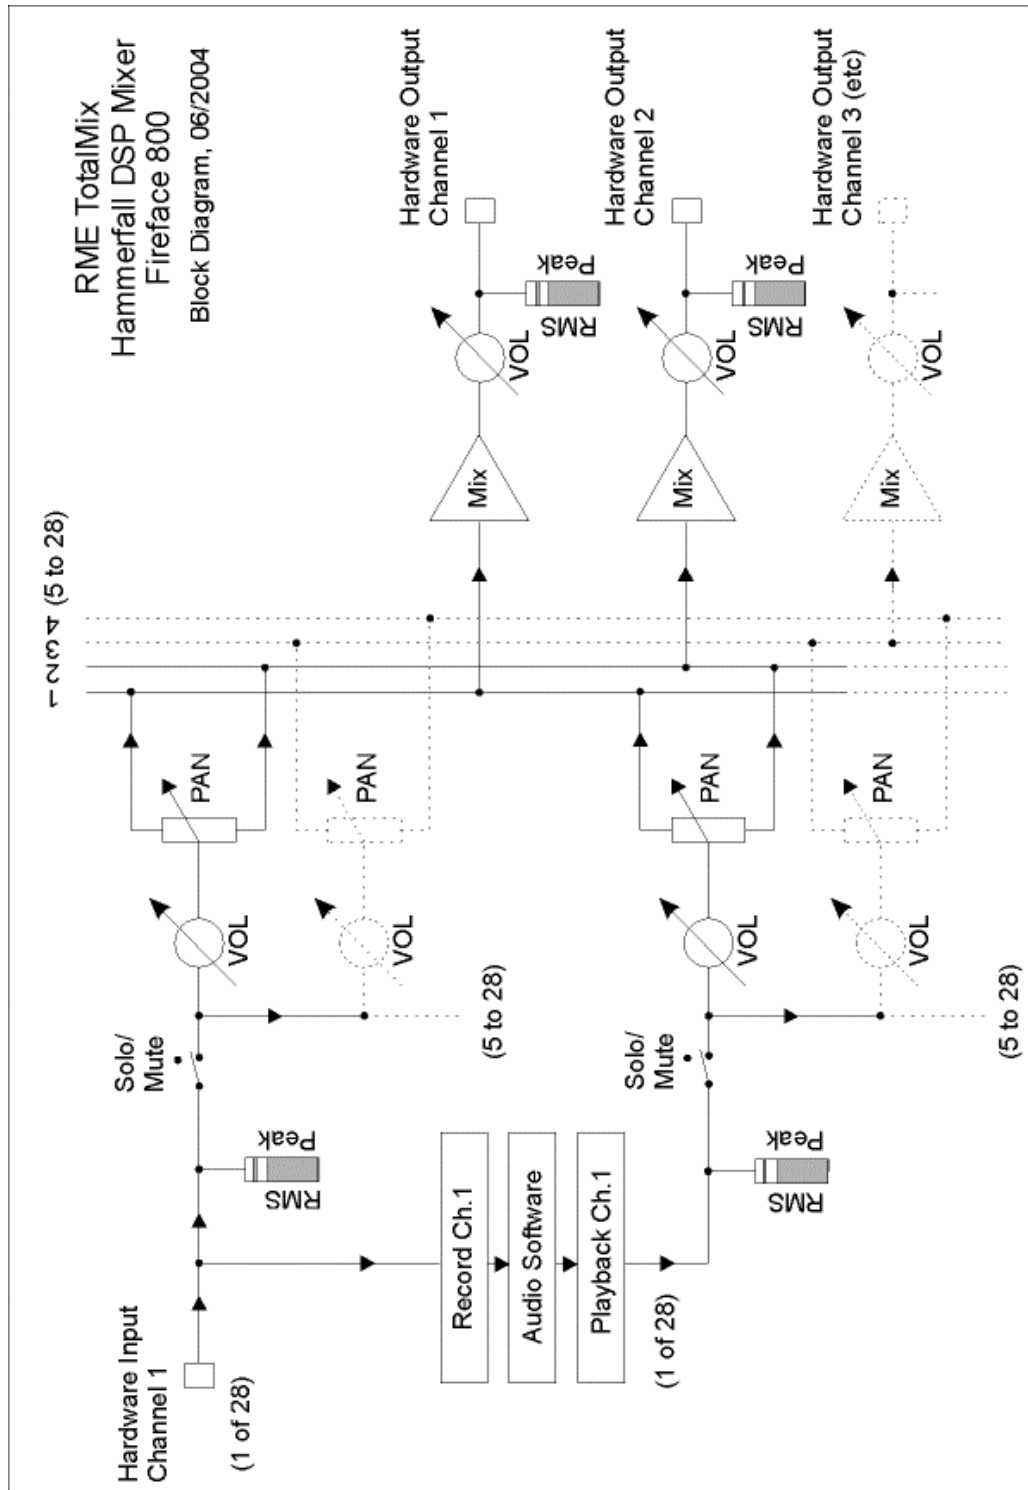 RME TotalMix
Hammerfall DSP Mixer
Fireface 800
Block Diagram, 06/2004
Hardware Input
Channel 1
(1 of 28)
Peak
RMS
Solo/
Mute
VOL
PAN
VOL
PAN
(5 to 28)
1 2 3 4 (5 to 28)
Mix
VOL
Peak
RMS
Hardware Output
Channel 1
Record Ch.1
Audio Software
Playback Ch.1
(1 of 28)
Peak
RMS
Solo/
Mute
VOL
PAN
VOL
PAN
(5 to 28)
Mix
VOL
Peak
RMS
Hardware Output
Channel 2
Mix
VOL
Hardware Output
Channel 3 (etc)